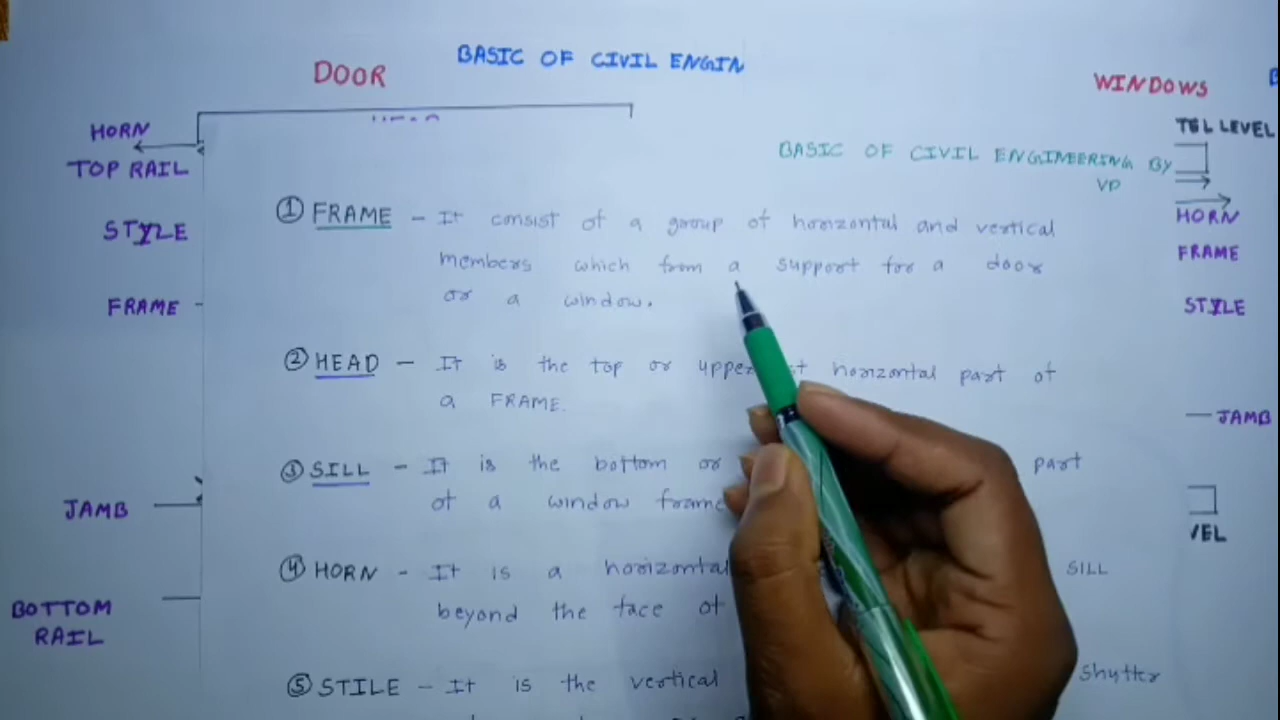 BASIC OF CIVIL ENGIN
DOOR
WINDOWS
HORN
TOP RAIL
STYLE
FRAME
JAMB
BOTTOM
RAIL
BASIC OF CIVIL ENGINEERING BY
VP
① FRAME - It consist of a group of horizontal and vertical
members which from a support for a door
or a window.
② HEAD - It is the top or horizontal part of
a FRAME.
③ SILL - It is the bottom or part
of a window frame
④ HORN - It is a horizontal SILL
beyond the face of
⑤ STILE - It is the vertical shutter
LEVEL
HORN
FRAME
STYLE
JAMB
VEL